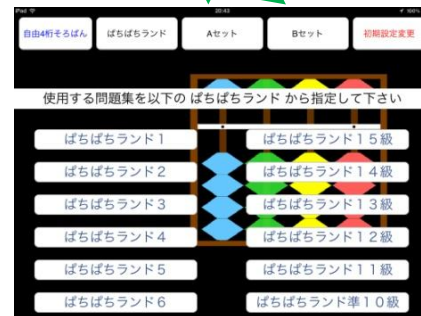 iPad 20:43 100%
自由4桁そろばん ぱちぱちランド Aセット Bセット 初期設定変更
使用する問題集を以下の ぱちぱちランド から指定して下さい
ぱちぱちランド1 ぱちぱちランド15級
ぱちぱちランド2 ぱちぱちランド14級
ぱちぱちランド3 ぱちぱちランド13級
ぱちぱちランド4 ぱちぱちランド12級
ぱちぱちランド5 ぱちぱちランド11級
ぱちぱちランド6 ぱちぱちランド準10級